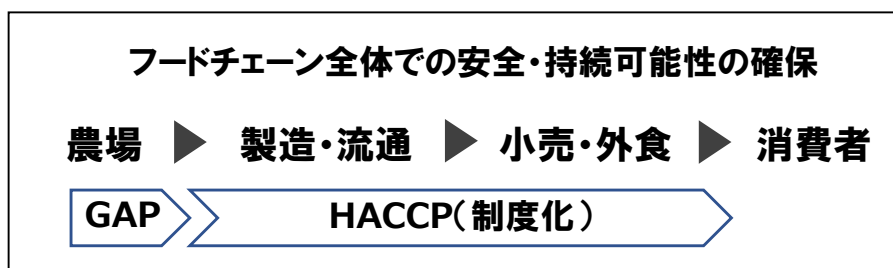 フードチェーン全体での安全・持続可能性の確保
農場 ▶ 製造・流通 ▶ 小売・外食 ▶ 消費者
GAP HACCP(制度化)